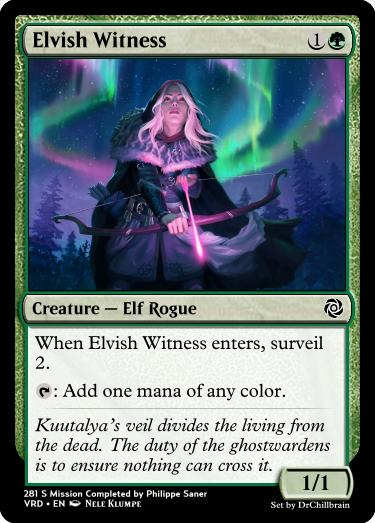 Elvish Witness 1
Creature — Elf Rogue
When Elvish Witness enters, surveil
2.
: Add one mana of any color.
Kuutalya's veil divides the living from
the dead. The duty of the ghostwardens
is to ensure nothing can cross it.
1/1
281 S Mission Completed by Philippe Saner
VRD • EN Nele Klumpe
Set by DrChillbrain